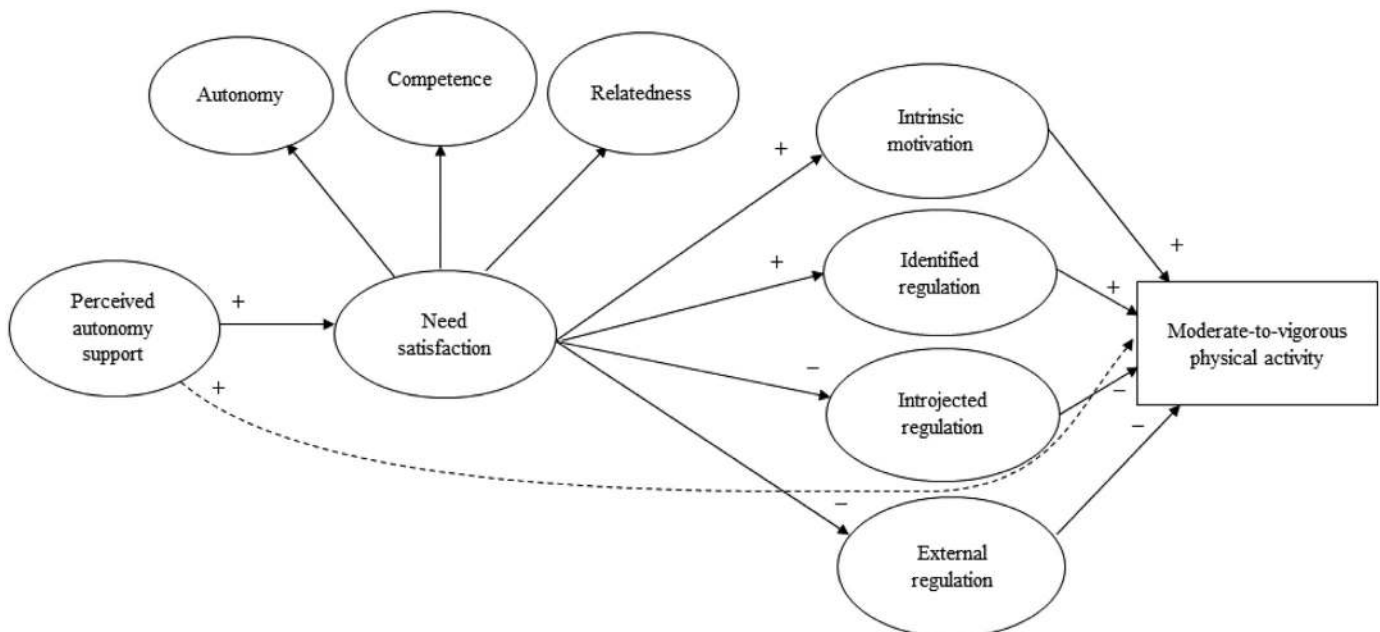 Autonomy
Competence
Relatedness
Intrinsic
motivation
+
+
Identified
regulation
+
+
Perceived
autonomy
support
+
Need
satisfaction
Moderate-to-vigorous
physical activity
+
−
Introjected
regulation
−
−
−
External
regulation